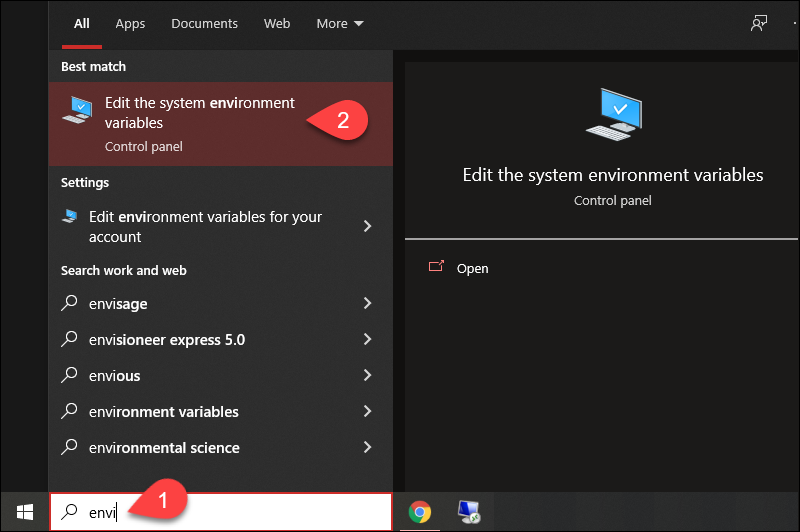 All Apps Documents Web More
Best match
Edit the system environment
variables
Control panel
2
Settings
Edit environment variables for your
account
Search work and web
envisage
envisioneer express 5.0
envious
environment variables
environmental science
envi
1
Edit the system environment variables
Control panel
Open